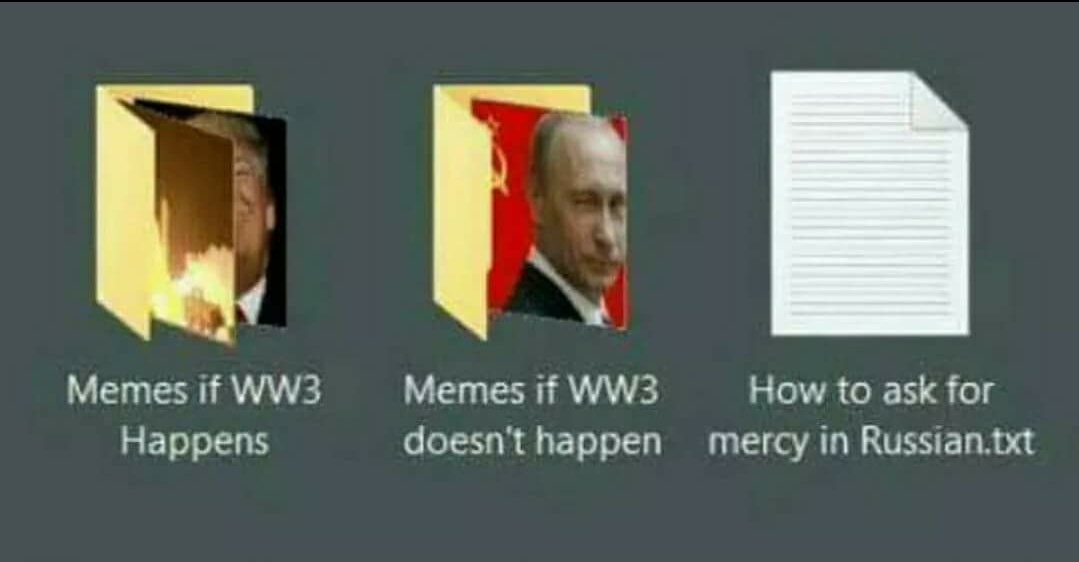 Memes if WW3
Happens
Memes if WW3
doesn't happen
How to ask for
mercy in Russian.txt